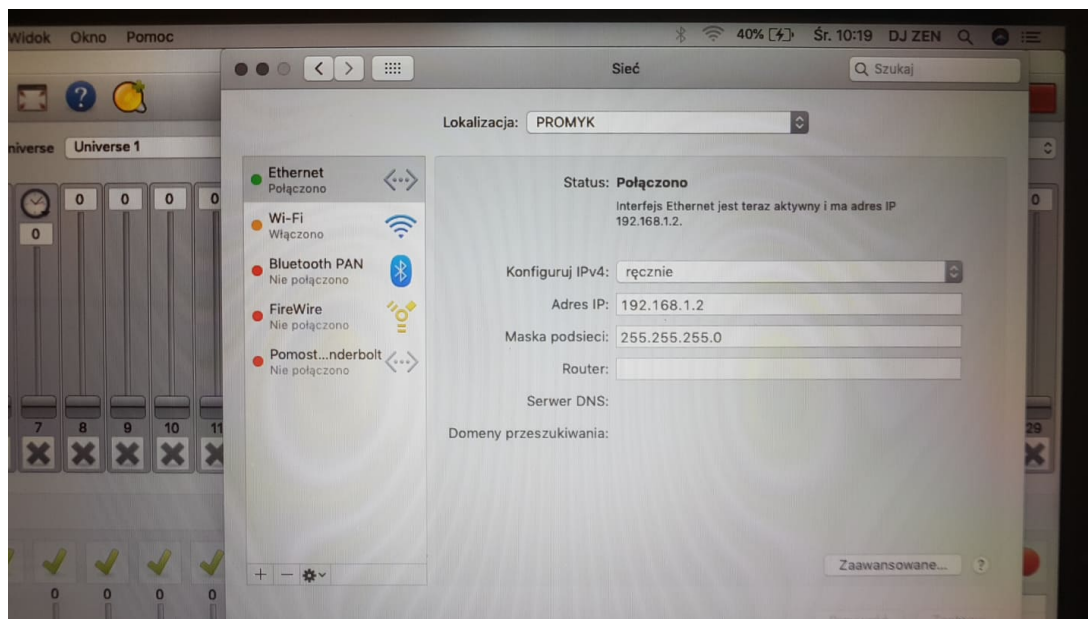 Widok Okno Pomoc
40% Śr. 10:19 DJ ZEN
Sieć
Szukaj
Universe 1
Lokalizacja: PROMYK
Ethernet
Połączono
Wi-Fi
Włączono
Bluetooth PAN
Nie połączono
FireWire
Nie połączono
Pomost...nderbolt
Nie połączono
Status: Połączono
Interfejs Ethernet jest teraz aktywny i ma adres IP
192.168.1.2.
Konfiguruj IPv4: ręcznie
Adres IP: 192.168.1.2
Maska podsieci: 255.255.255.0
Router:
Serwer DNS:
Domeny przeszukiwania:
Zaawansowane... ?
0 0 0 0 0
0
7 8 9 10 11 29
0 0 0 0